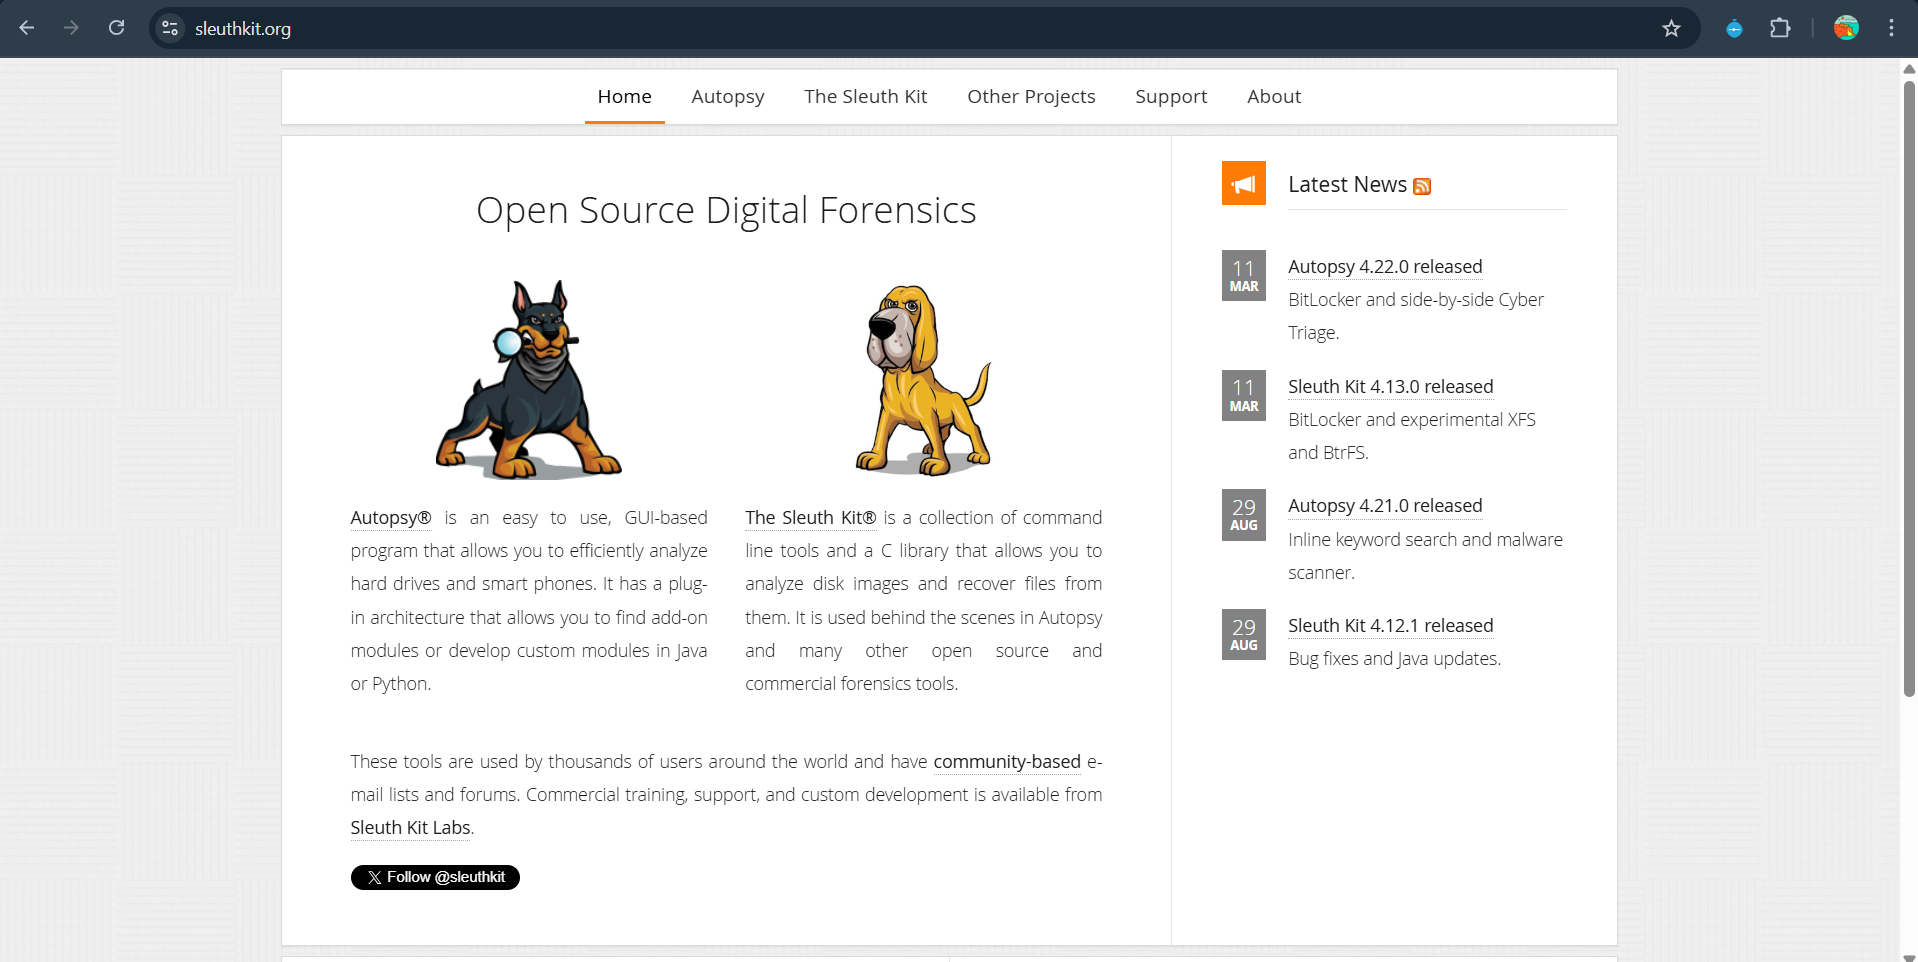 sleuthkit.org
Home
Autopsy
The Sleuth Kit
Other Projects
Support
About
Open Source Digital Forensics
Autopsy® is an easy to use, GUI-based
program that allows you to efficiently analyze
hard drives and smart phones. It has a plug-
in architecture that allows you to find add-on
modules or develop custom modules in Java
or Python.
The Sleuth Kit® is a collection of command
line tools and a C library that allows you to
analyze disk images and recover files from
them. It is used behind the scenes in Autopsy
and many other open source and
commercial forensics tools.
These tools are used by thousands of users around the world and have community-based e-
mail lists and forums. Commercial training, support, and custom development is available from
Sleuth Kit Labs.
Follow @sleuthkit
Latest News
11
MAR
Autopsy 4.22.0 released
BitLocker and side-by-side Cyber
Triage.
11
MAR
Sleuth Kit 4.13.0 released
BitLocker and experimental XFS
and BtrFS.
29
AUG
Autopsy 4.21.0 released
Inline keyword search and malware
scanner.
29
AUG
Sleuth Kit 4.12.1 released
Bug fixes and Java updates.